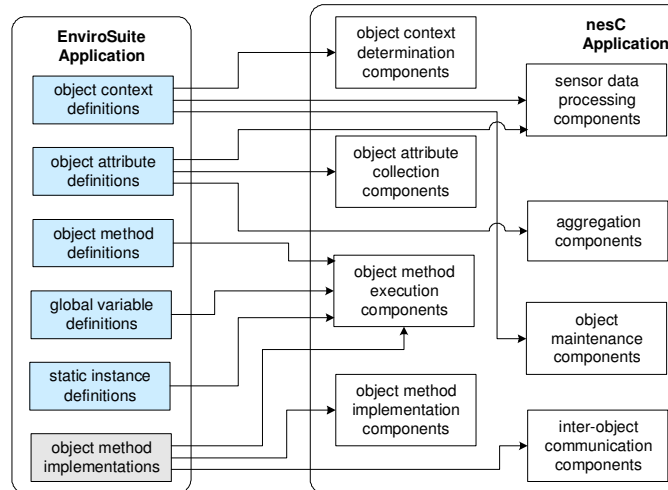 EnviroSuite
Application
object context
definitions
object attribute
definitions
object method
definitions
global variable
definitions
static instance
definitions
object method
implementations
nesC
Application
object context
determination
components
sensor data
processing
components
object attribute
collection
components
aggregation
components
object method
execution
components
object
maintenance
components
object method
implementation
components
inter-object
communication
components